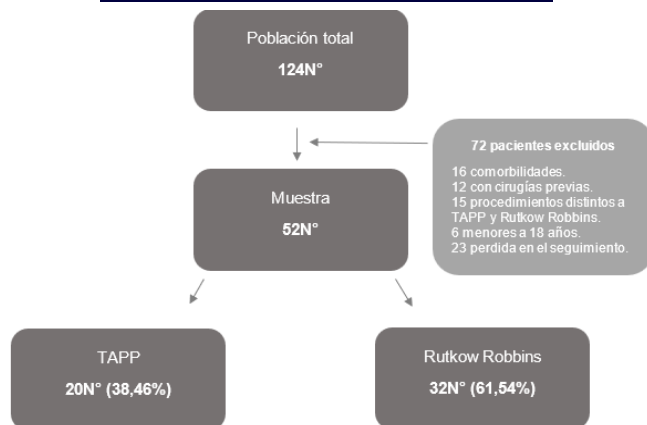 Población total
124N°
72 pacientes excluidos
16 comorbilidades.
12 con cirugías previas.
15 procedimientos distintos a
TAPP y Rutkow Robbins.
6 menores a 18 años.
23 perdida en el seguimiento.
Muestra
52N°
TAPP
20N° (38,46%)
Rutkow Robbins
32N° (61,54%)